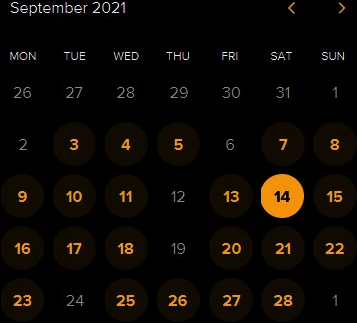 September 2021
MON TUE WED THU FRI SAT SUN
26 27 28 29 30 31 1
2 3 4 5 6 7 8
9 10 11 12 13 14 15
16 17 18 19 20 21 22
23 24 25 26 27 28 1